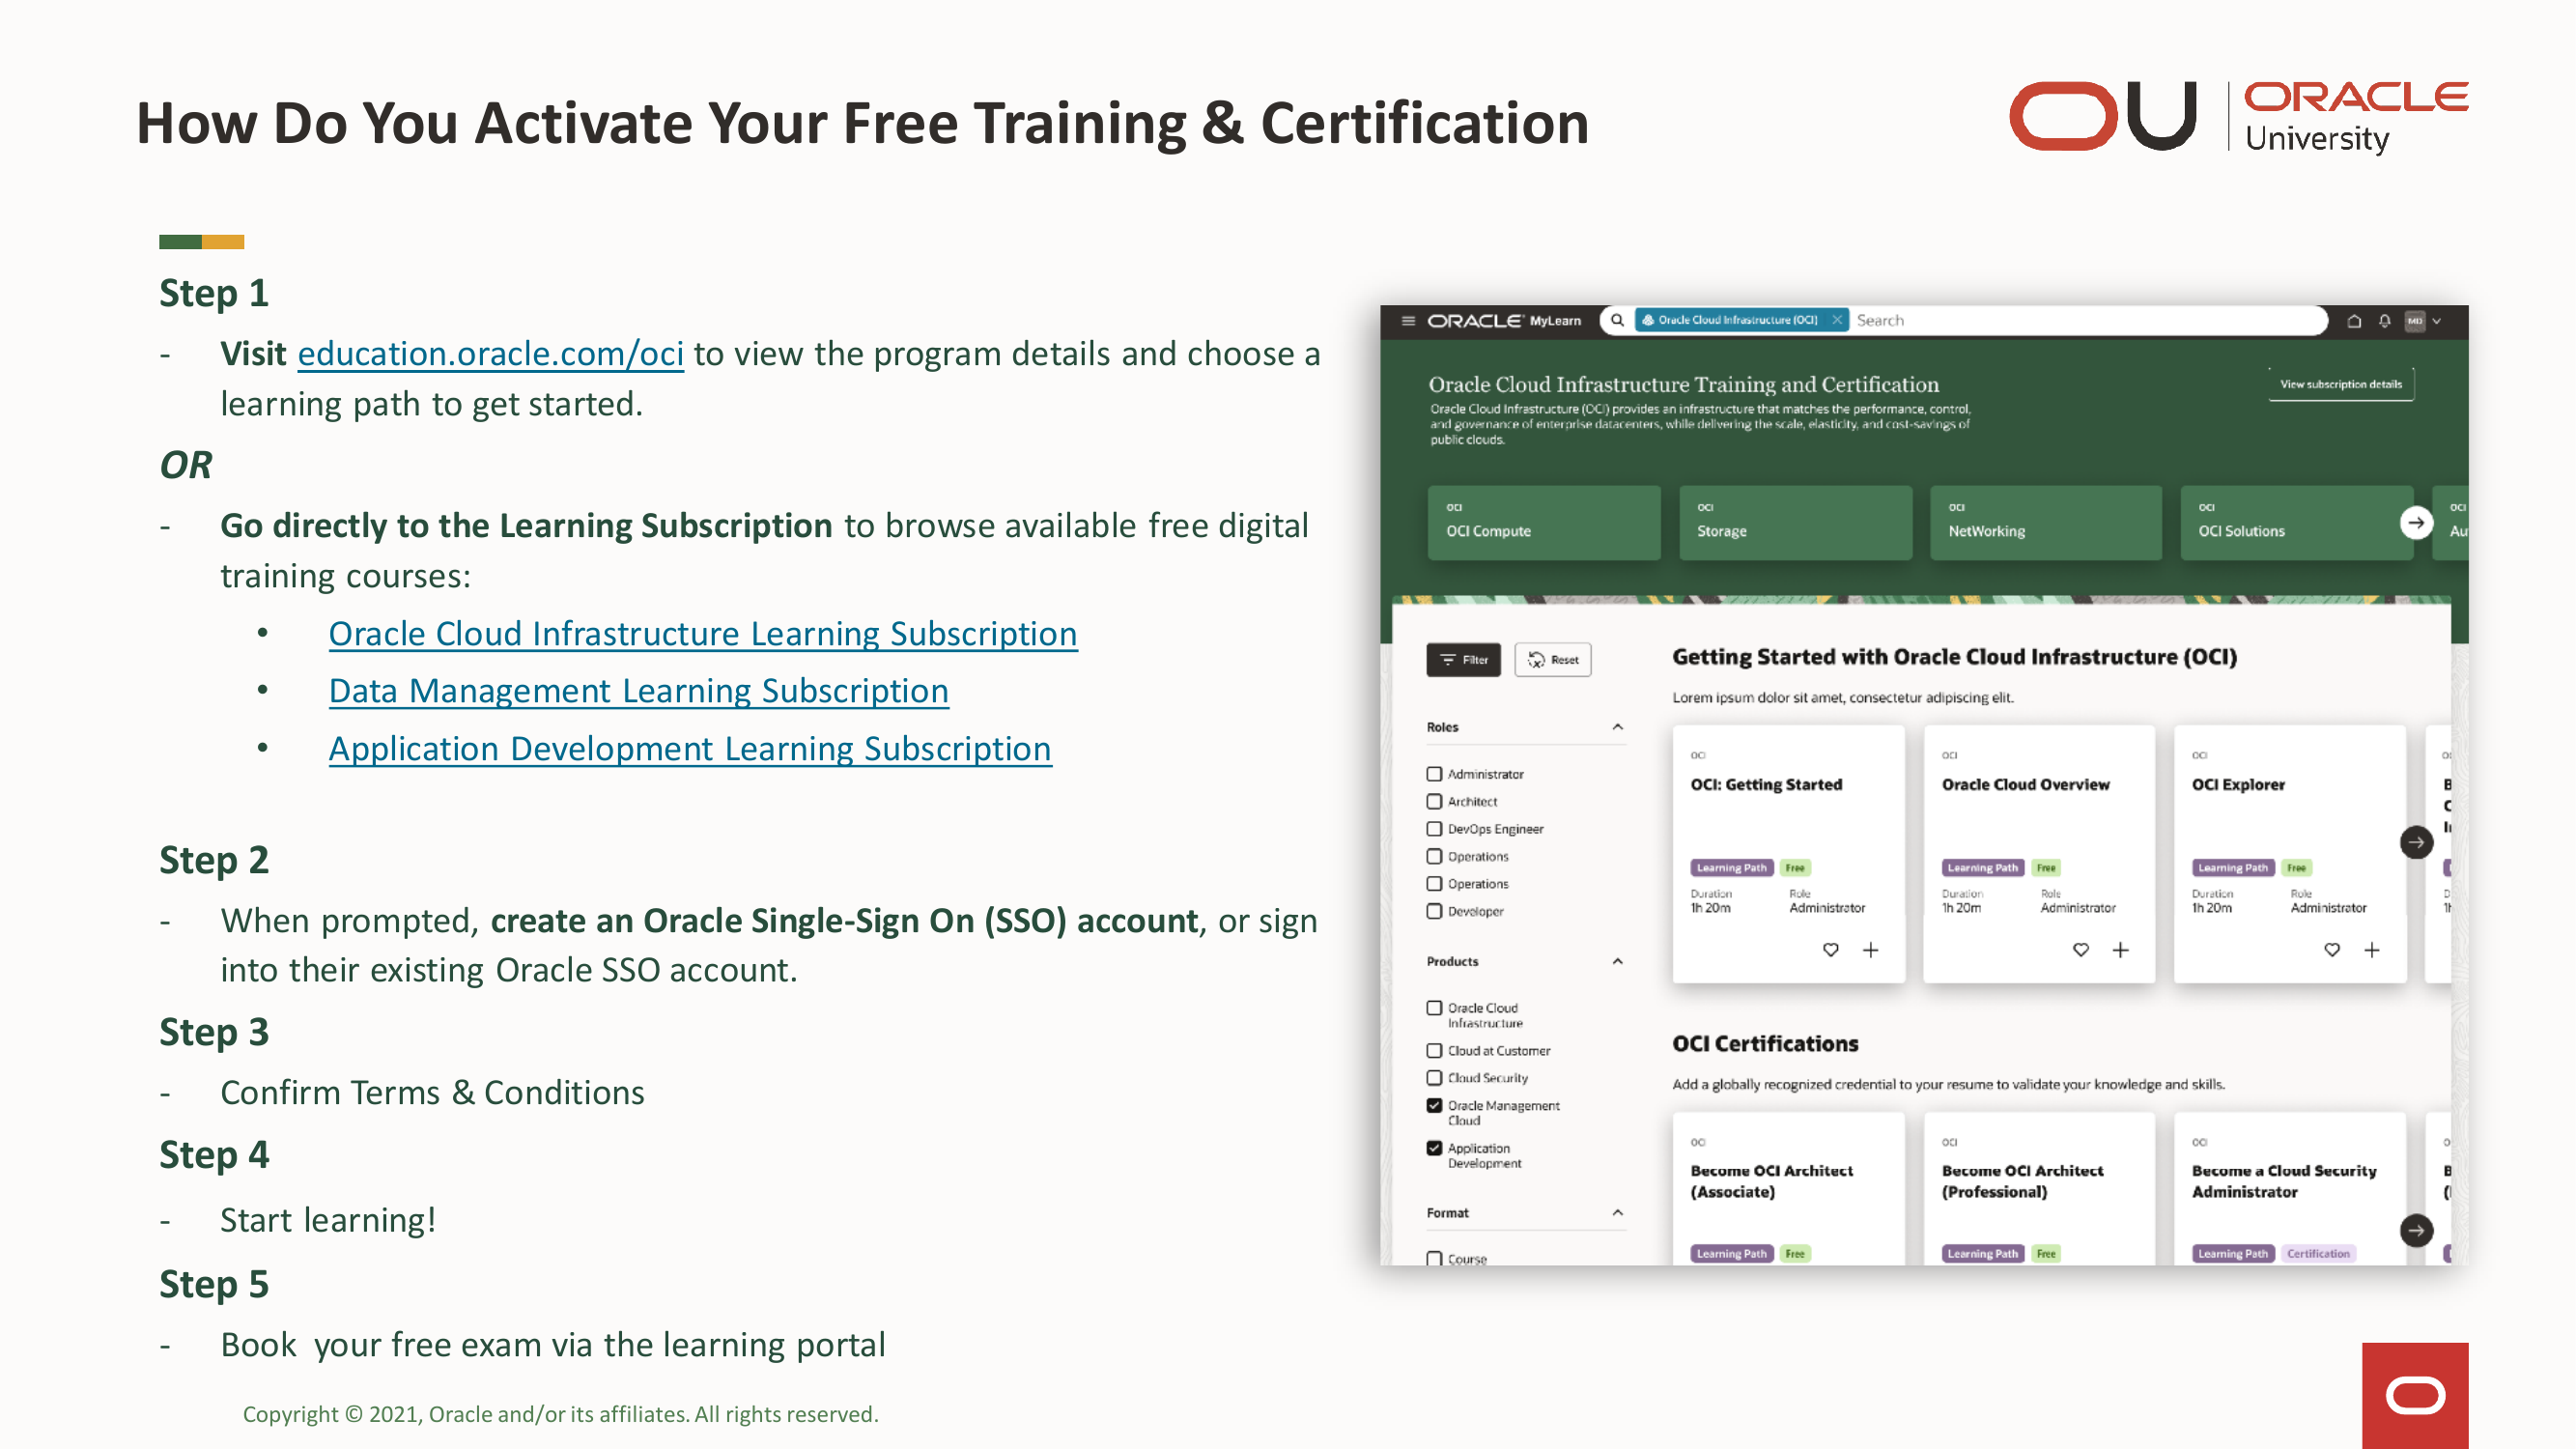 How Do You Activate Your Free Training & Certification
OU
ORACLE
University
Step 1
- Visit education.oracle.com/oci to view the program details and choose a
learning path to get started.
OR
- Go directly to the Learning Subscription to browse available free digital
training courses:
• Oracle Cloud Infrastructure Learning Subscription
• Data Management Learning Subscription
• Application Development Learning Subscription
Step 2
- When prompted, create an Oracle Single-Sign On (SSO) account, or sign
into their existing Oracle SSO account.
Step 3
- Confirm Terms & Conditions
Step 4
- Start learning!
Step 5
- Book your free exam via the learning portal
Copyright © 2021, Oracle and/or its affiliates. All rights reserved.
ORACLE MyLearn Oracle Cloud Infrastructure (OCI) Search MD
Oracle Cloud Infrastructure Training and Certification
View subscription details
Oracle Cloud Infrastructure (OCI) provides an infrastructure that matches the performance, control,
and governance of enterprise datacenters, while delivering the scale, elasticity, and cost-savings of
public clouds.
OCI OCI OCI OCI OCI
OCI Compute Storage NetWorking OCI Solutions Au
Filter Reset
Roles
Administrator
Architect
DevOps Engineer
Operations
Operations
Developer
Products
Oracle Cloud
Infrastructure
Cloud at Customer
Cloud Security
Oracle Management
Cloud
Application
Development
Format
Course
Getting Started with Oracle Cloud Infrastructure (OCI)
Lorem ipsum dolor sit amet, consectetur adipiscing elit.
OCI OCI OCI
OCI: Getting Started Oracle Cloud Overview OCI Explorer
Learning Path Free Learning Path Free Learning Path Free
Duration Role Duration Role Duration Role
1h 20m Administrator 1h 20m Administrator 1h 20m Administrator
OCI Certifications
Add a globally recognized credential to your resume to validate your knowledge and skills.
OCI OCI OCI
Become OCI Architect Become OCI Architect Become a Cloud Security
(Associate) (Professional) Administrator
Learning Path Free Learning Path Free Learning Path Certification